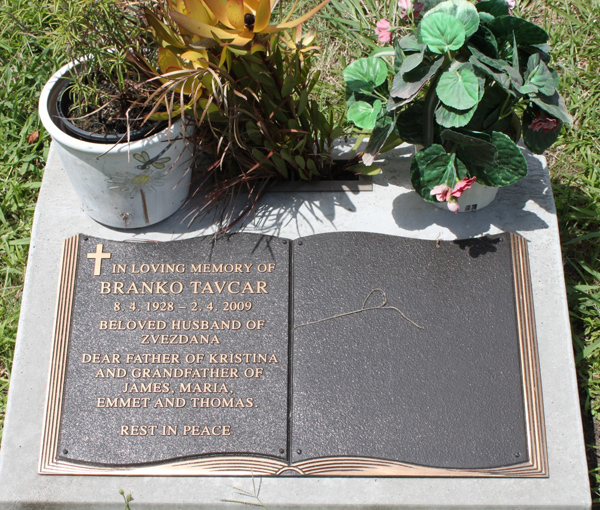 IN LOVING MEMORY OF
BRANKO TAVCAR
8. 4. 1928 – 2. 4. 2009
BELOVED HUSBAND OF
ZVEZDANA
DEAR FATHER OF KRISTINA
AND GRANDFATHER OF
JAMES, MARIA,
EMMET AND THOMAS.
REST IN PEACE